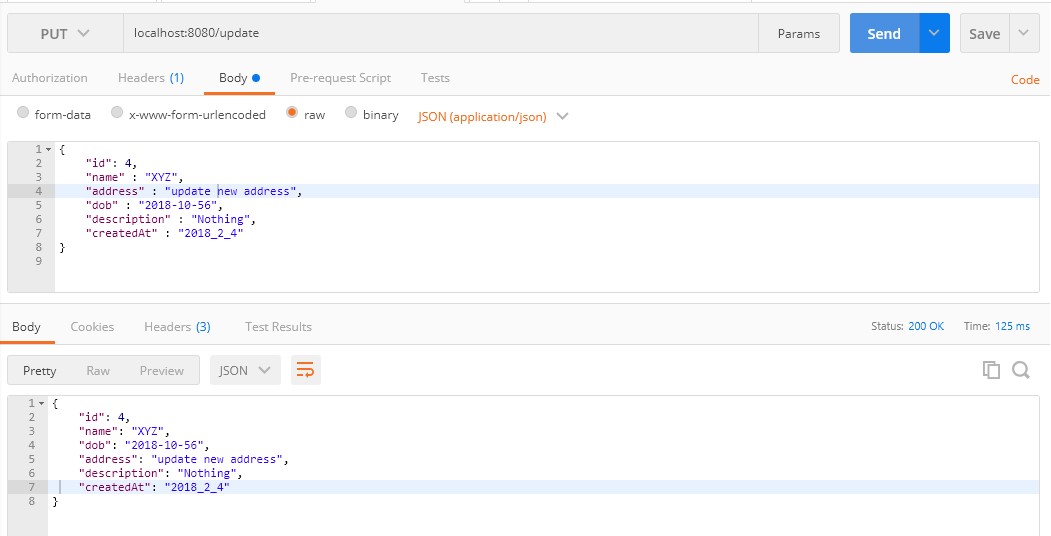 PUT localhost:8080/update Params Send Save
Authorization Headers (1) Body Pre-request Script Tests Code
form-data x-www-form-urlencoded raw binary JSON (application/json)
1 {
2 "id": 4,
3 "name" : "XYZ",
4 "address" : "update new address",
5 "dob" : "2018-10-56",
6 "description" : "Nothing",
7 "createdAt" : "2018_2_4"
8 }
9
Body Cookies Headers (3) Test Results Status: 200 OK Time: 125 ms
Pretty Raw Preview JSON
1 {
2 "id": 4,
3 "name": "XYZ",
4 "dob": "2018-10-56",
5 "address": "update new address",
6 "description": "Nothing",
7 "createdAt": "2018_2_4"
8 }